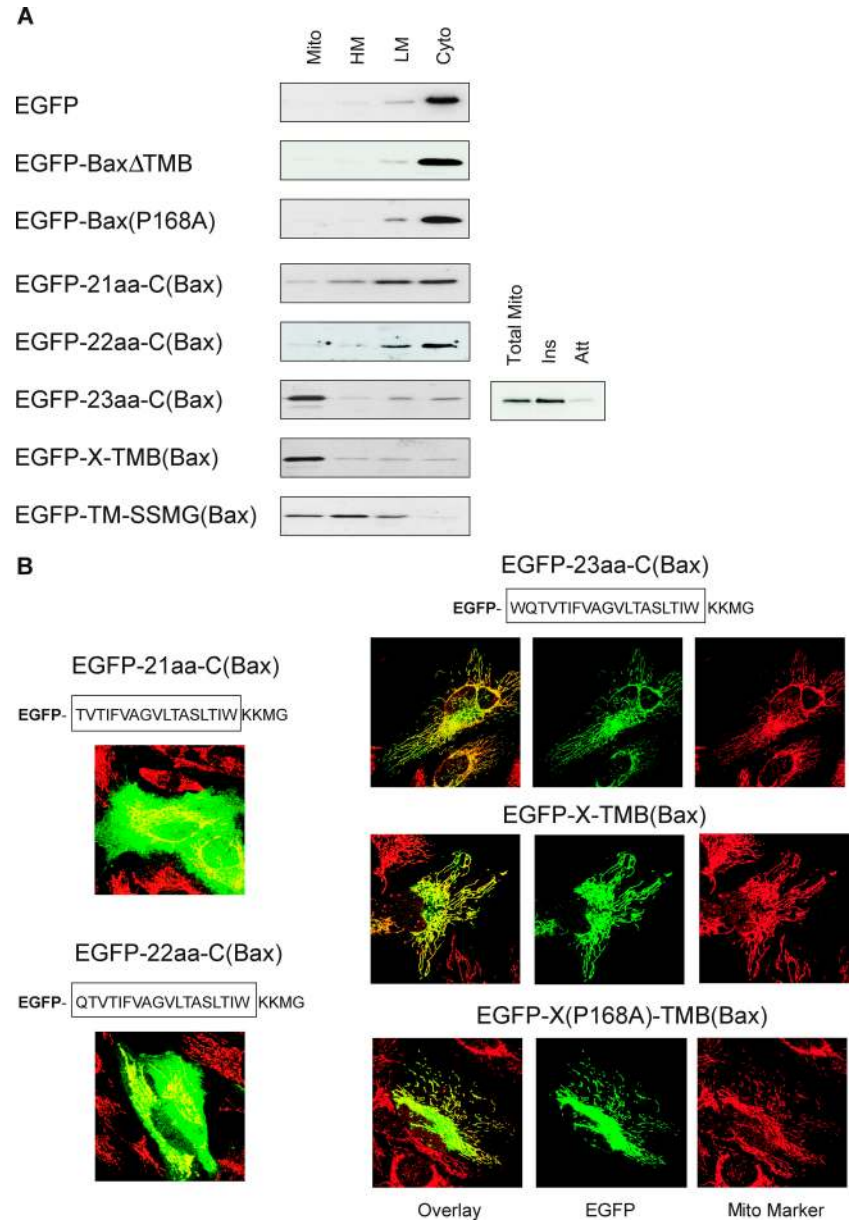 A
Mito HM LM Cyto
EGFP
EGFP-BaxΔTMB
EGFP-Bax(P168A)
EGFP-21aa-C(Bax)
EGFP-22aa-C(Bax)
Total Mito Ins Att
EGFP-23aa-C(Bax)
EGFP-X-TMB(Bax)
EGFP-TM-SSMG(Bax)
B
EGFP-21aa-C(Bax)
EGFP- TVTIFVAGVLTASLTIW KKMG
EGFP-22aa-C(Bax)
EGFP- QTVTIFVAGVLTASLTIW KKMG
EGFP-23aa-C(Bax)
EGFP- WQTVTIFVAGVLTASLTIW KKMG
EGFP-X-TMB(Bax)
EGFP-X(P168A)-TMB(Bax)
Overlay EGFP Mito Marker